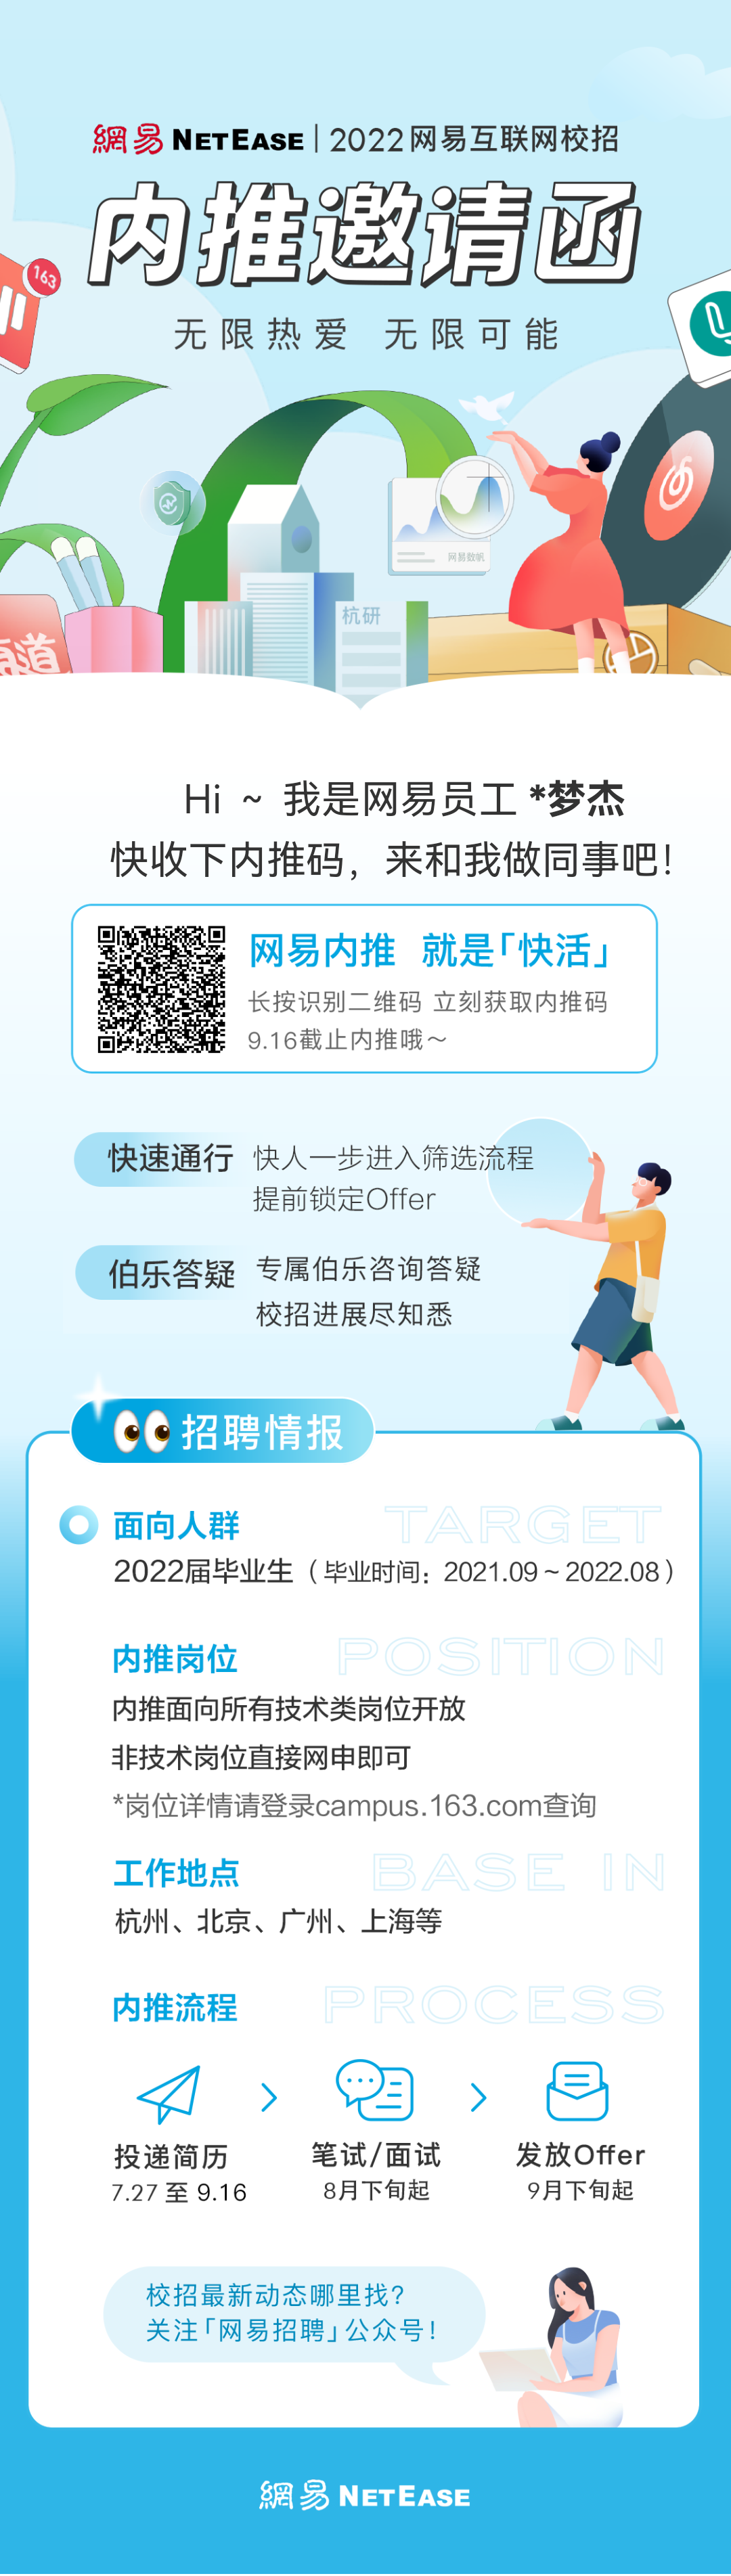 網易 NETEASE | 2022网易互联网校招
内推邀请函
无限热爱 无限可能
163
网易数帆
杭研
道
Hi ~ 我是网易员工 *梦杰
快收下内推码，来和我做同事吧！
网易内推 就是「快活」
长按识别二维码 立刻获取内推码
9.16截止内推哦～
快速通行
快人一步进入筛选流程
提前锁定Offer
伯乐答疑
专属伯乐咨询答疑
校招进展尽知悉
招聘情报
面向人群 TARGET
2022届毕业生（毕业时间：2021.09 ~ 2022.08）
内推岗位 POSITION
内推面向所有技术类岗位开放
非技术岗位直接网申即可
*岗位详情请登录campus.163.com查询
工作地点 BASE IN
杭州、北京、广州、上海等
内推流程 PROCESS
投递简历 > 笔试/面试 > 发放Offer
7.27 至 9.16 8月下旬起 9月下旬起
校招最新动态哪里找？
关注「网易招聘」公众号！
網易 NETEASE